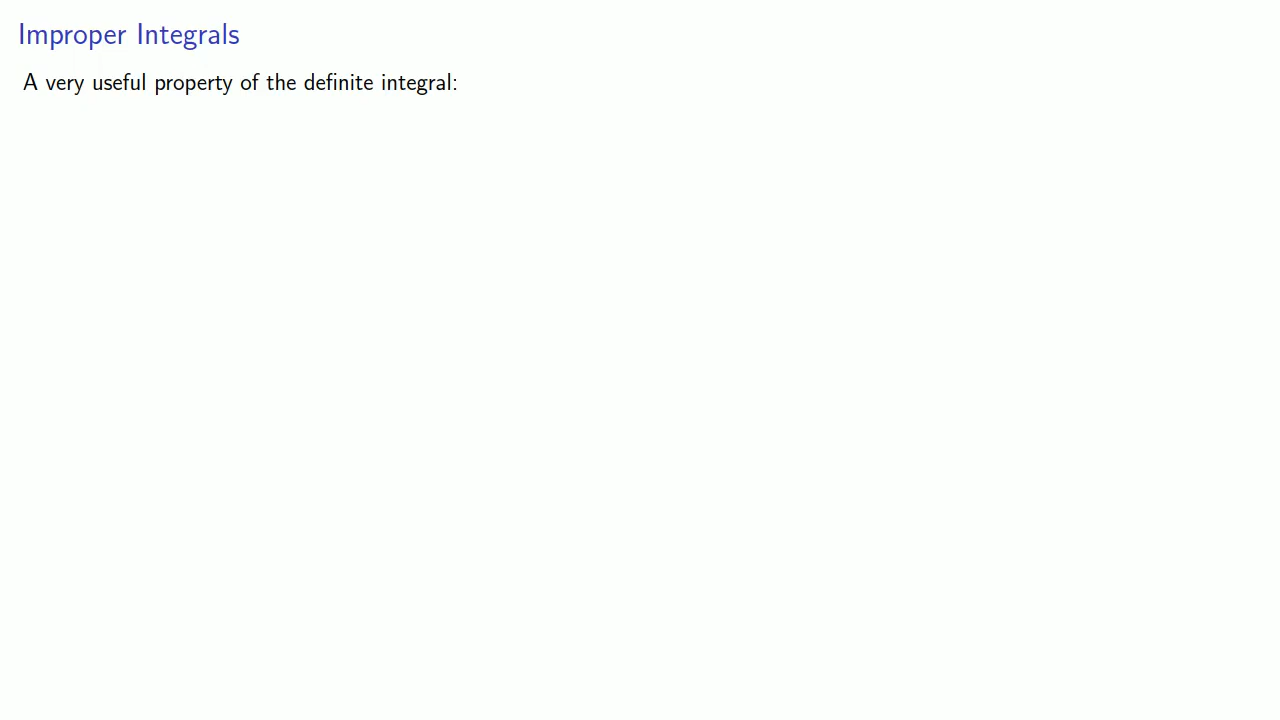 Improper Integrals
A very useful property of the definite integral: